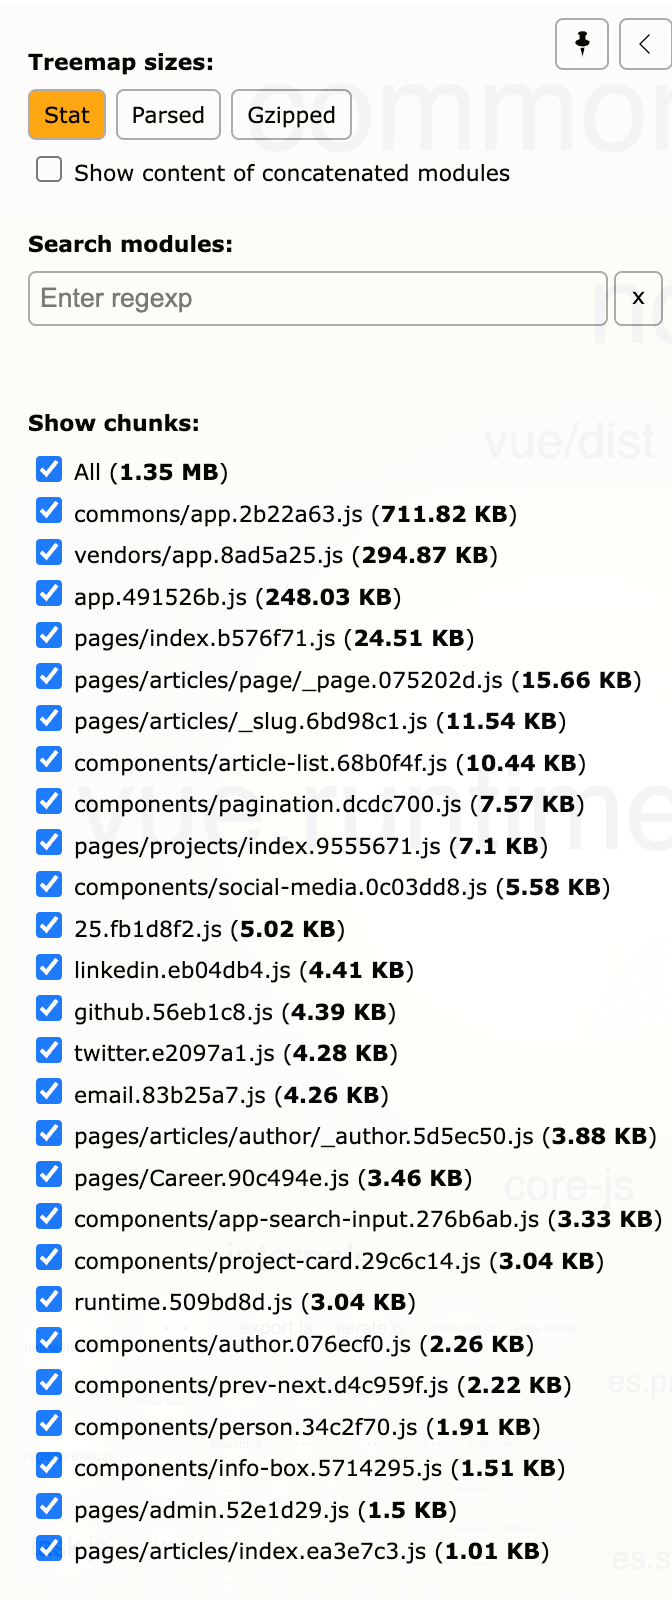 Treemap sizes:
Stat Parsed Gzipped
common
Show content of concatenated modules
Search modules:
Enter regexp x
vue/dist
Show chunks:
All (1.35 MB)
commons/app.2b22a63.js (711.82 KB)
vendors/app.8ad5a25.js (294.87 KB)
app.491526b.js (248.03 KB)
pages/index.b576f71.js (24.51 KB)
pages/articles/page/_page.075202d.js (15.66 KB)
pages/articles/_slug.6bd98c1.js (11.54 KB)
components/article-list.68b0f4f.js (10.44 KB)
components/pagination.dcdc700.js (7.57 KB)
vue.runtime
pages/projects/index.9555671.js (7.1 KB)
components/social-media.0c03dd8.js (5.58 KB)
25.fb1d8f2.js (5.02 KB)
linkedin.eb04db4.js (4.41 KB)
github.56eb1c8.js (4.39 KB)
twitter.e2097a1.js (4.28 KB)
email.83b25a7.js (4.26 KB)
pages/articles/author/_author.5d5ec50.js (3.88 KB)
pages/Career.90c494e.js (3.46 KB)
core-js
components/app-search-input.276b6ab.js (3.33 KB)
components/project-card.29c6c14.js (3.04 KB)
runtime.509bd8d.js (3.04 KB)
export.js iterate.js
components/author.076ecf0.js (2.26 KB)
components/prev-next.d4c959f.js (2.22 KB)
components/person.34c2f70.js (1.91 KB)
components/info-box.5714295.js (1.51 KB)
pages/admin.52e1d29.js (1.5 KB)
pages/articles/index.ea3e7c3.js (1.01 KB)